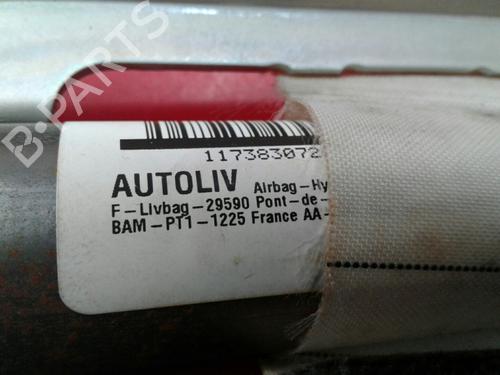 B-PARTS
117383072
AUTOLIV Airbag-Hy
F-Livbag-29590 Pont-de-
BAM-PT1-1225 France AA-